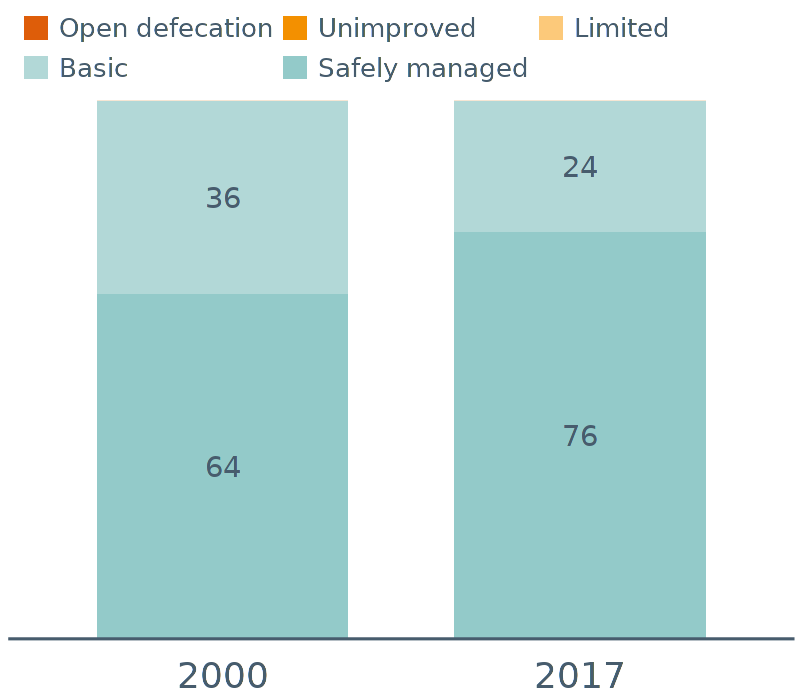 Open defecation Unimproved Limited
Basic Safely managed
36
24
64
76
2000 2017